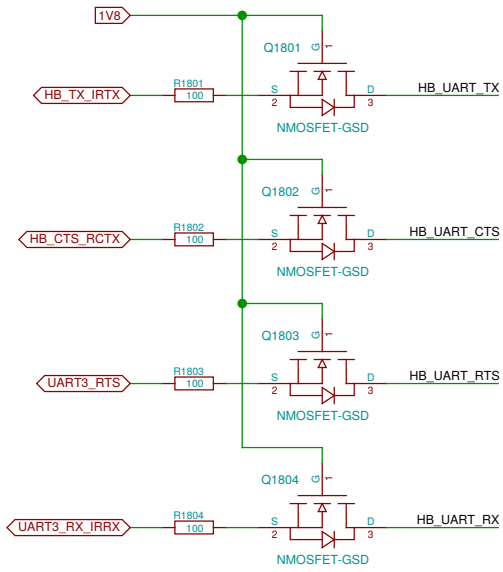 1V8
Q1801
G
1
HB_TX_IRTX
R1801
100
S
2
D
3
HB_UART_TX
NMOSFET-GSD
Q1802
G
1
HB_CTS_RCTX
R1802
100
S
2
D
3
HB_UART_CTS
NMOSFET-GSD
Q1803
G
1
UART3_RTS
R1803
100
S
2
D
3
HB_UART_RTS
NMOSFET-GSD
Q1804
G
1
UART3_RX_IRRX
R1804
100
S
2
D
3
HB_UART_RX
NMOSFET-GSD